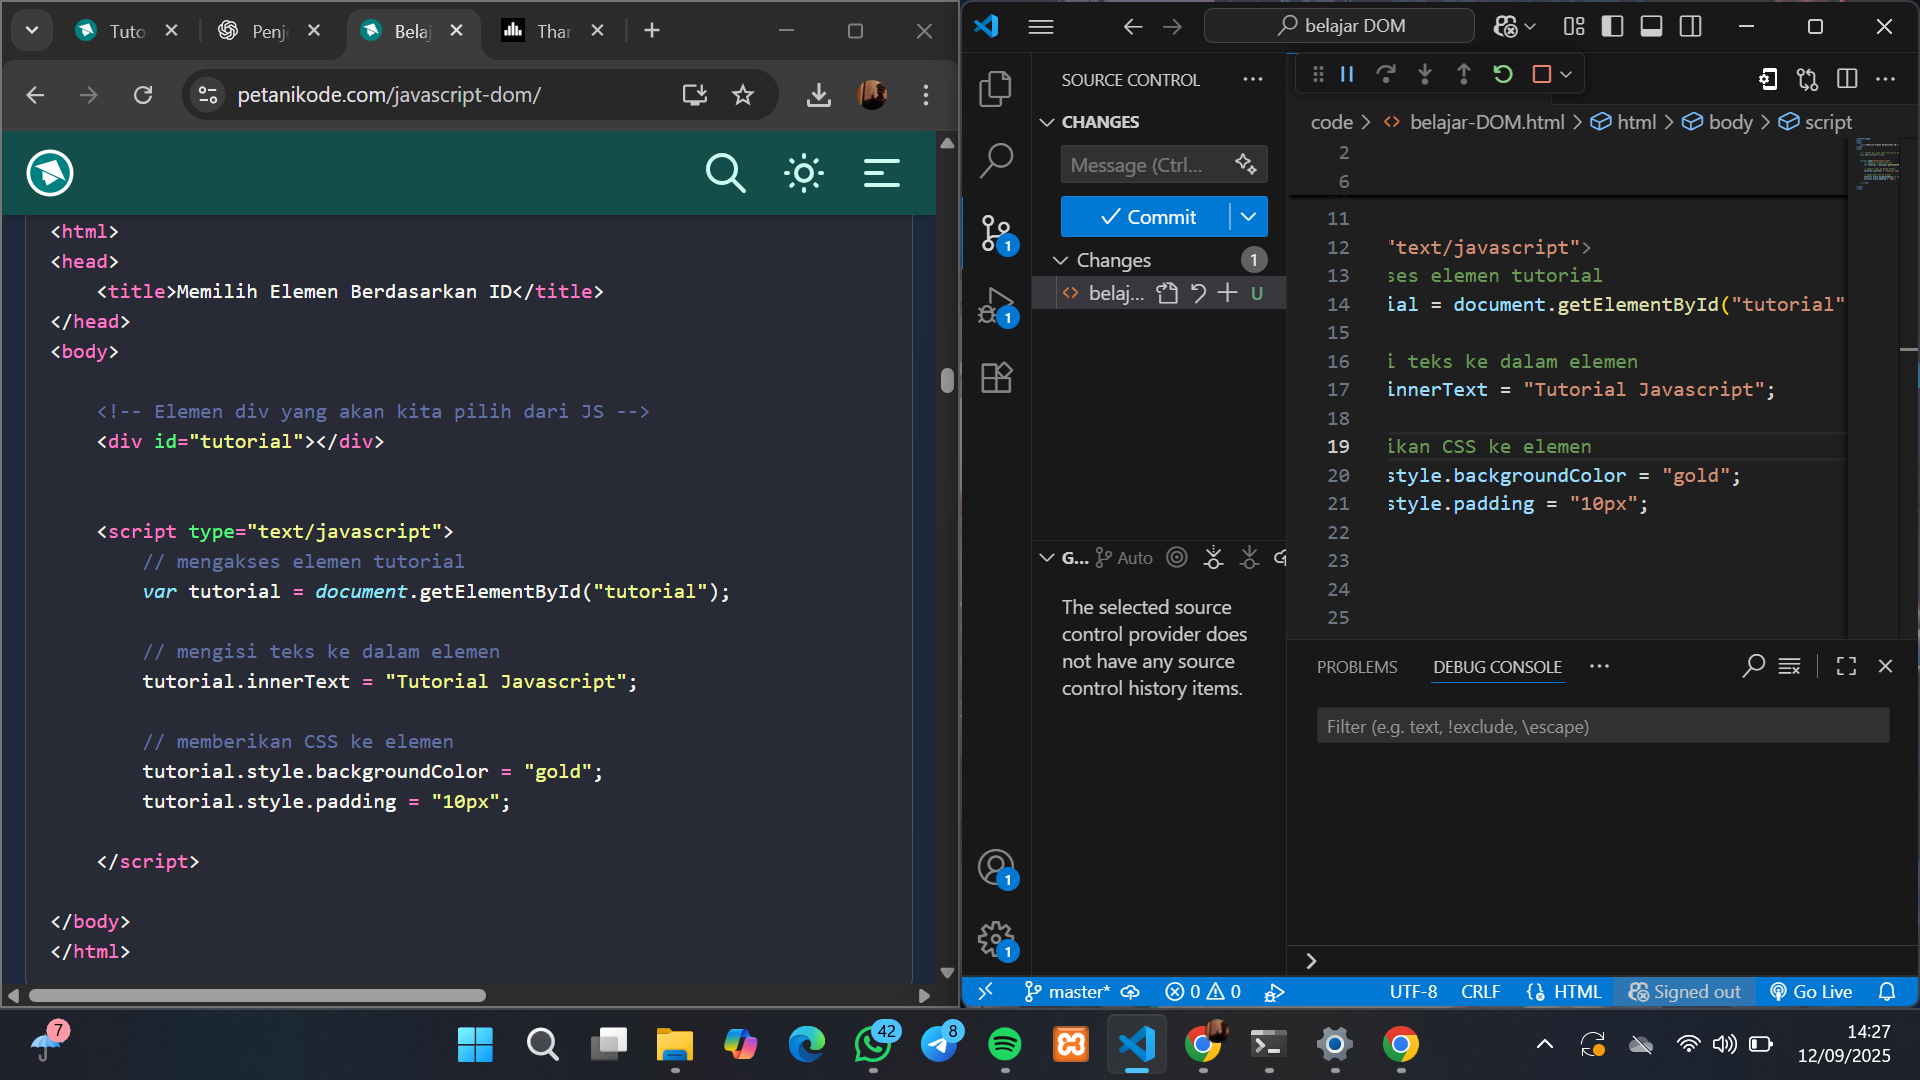 Tuto
Penj
Belaj
Thar
petanikode.com/javascript-dom/
<html>
<head>
<title>Memilih Elemen Berdasarkan ID</title>
</head>
<body>
<!-- Elemen div yang akan kita pilih dari JS -->
<div id="tutorial"></div>
<script type="text/javascript">
// mengakses elemen tutorial
var tutorial = document.getElementById("tutorial");
// mengisi teks ke dalam elemen
tutorial.innerText = "Tutorial Javascript";
// memberikan CSS ke elemen
tutorial.style.backgroundColor = "gold";
tutorial.style.padding = "10px";
</script>
</body>
</html>
belajar DOM
SOURCE CONTROL
CHANGES
Message (Ctrl...
Commit
Changes 1
belaj... U
1
1
G... Auto
The selected source
control provider does
not have any source
control history items.
1
1
code > belajar-DOM.html > html > body > script
2
6
11
12 "text/javascript">
13 ses elemen tutorial
14 ial = document.getElementById("tutorial"
15
16 i teks ke dalam elemen
17 innerText = "Tutorial Javascript";
18
19 ikan CSS ke elemen
20 style.backgroundColor = "gold";
21 style.padding = "10px";
22
23
24
25
PROBLEMS DEBUG CONSOLE
Filter (e.g. text, !exclude, \escape)
master* 0 0 UTF-8 CRLF HTML Signed out Go Live
7
42
8
14:27
12/09/2025